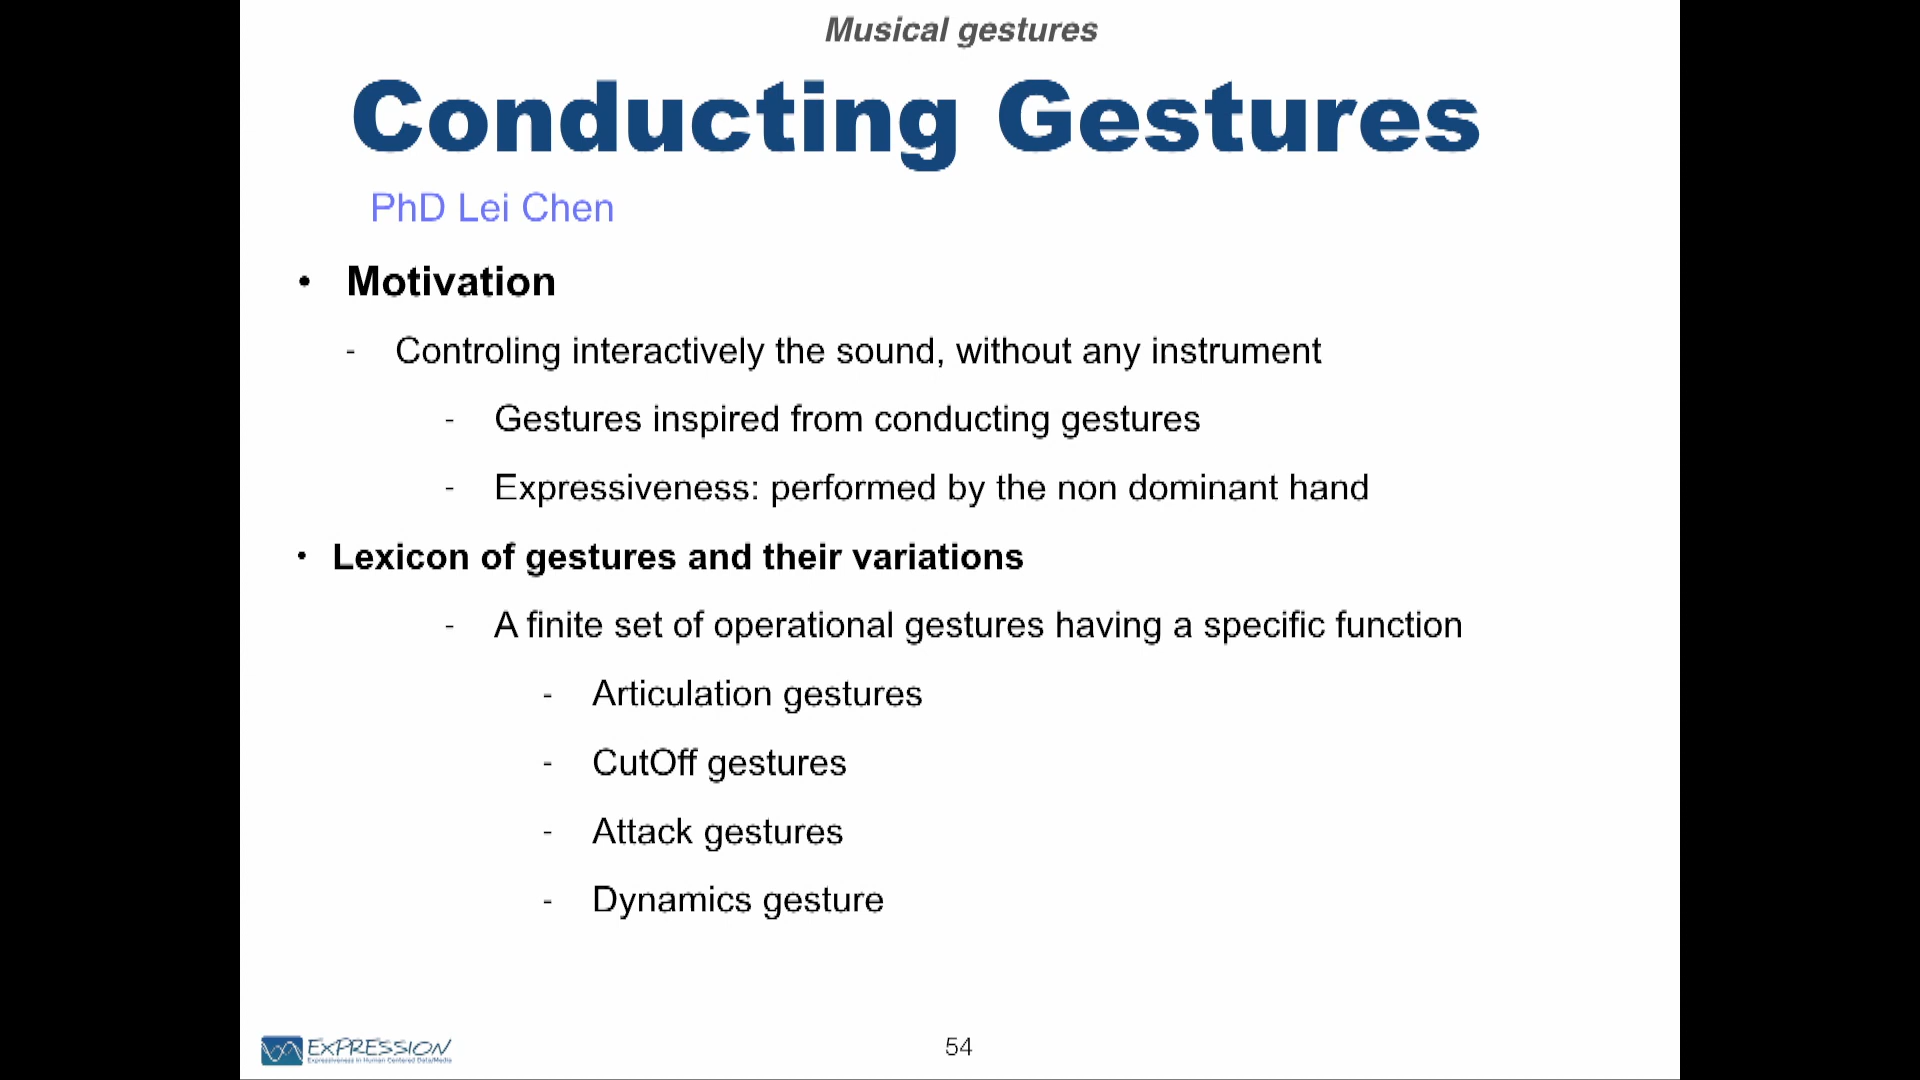 Musical gestures
Conducting Gestures
PhD Lei Chen
• Motivation
- Controling interactively the sound, without any instrument
- Gestures inspired from conducting gestures
- Expressiveness: performed by the non dominant hand
• Lexicon of gestures and their variations
- A finite set of operational gestures having a specific function
- Articulation gestures
- CutOff gestures
- Attack gestures
- Dynamics gesture
EXPRESSION
Expressiveness in Human Centered Data/Media
54